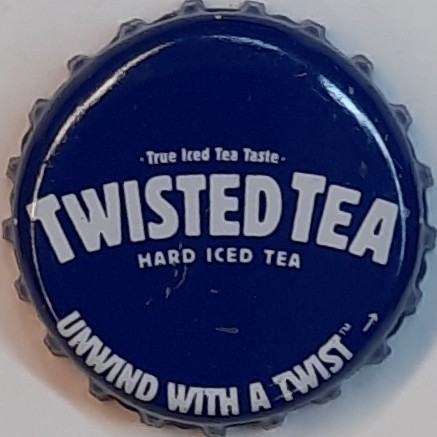 ·True Iced Tea Taste·
TWISTED TEA
HARD ICED TEA
UNWIND WITH A TWIST™ →